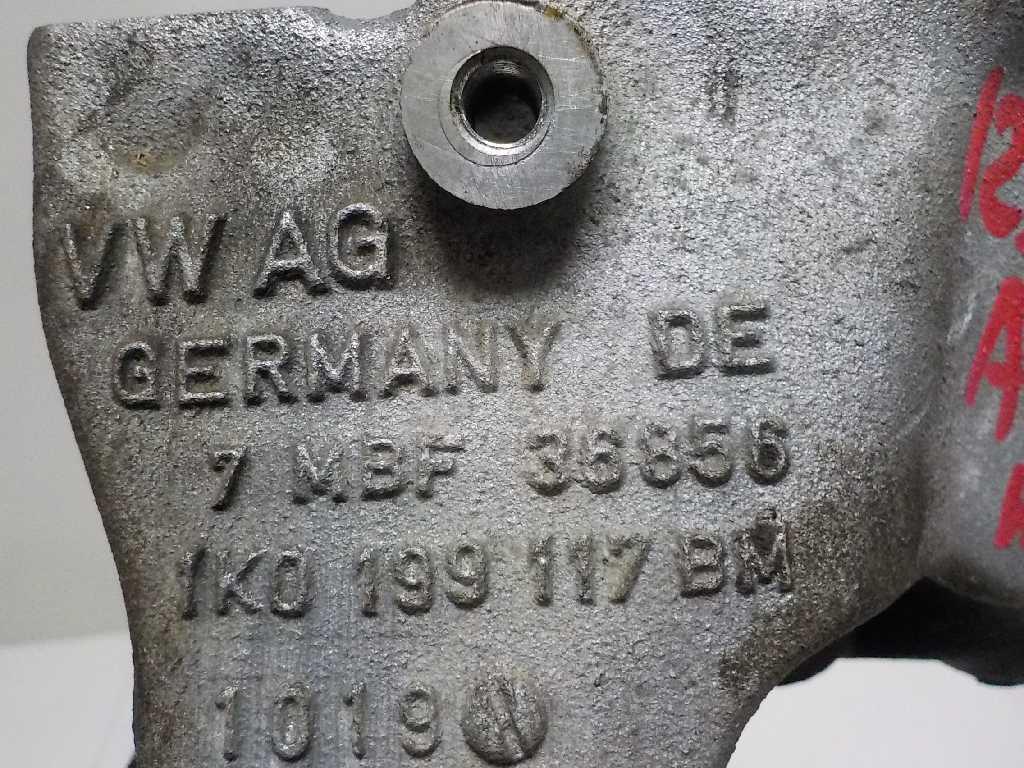 VW AG
GERMANY DE
7 MBF 36856
1K0 199 117 BM
1019